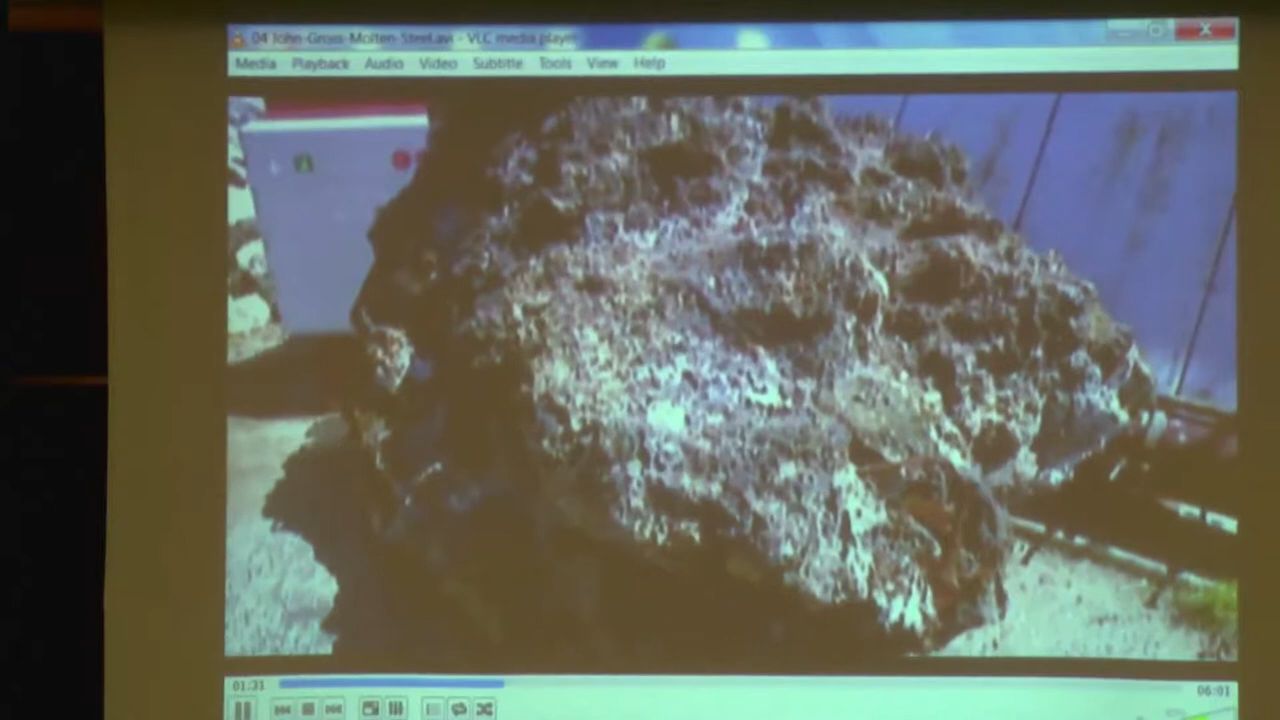 04 John-Gross-Molten-Steel.avi - VLC media player
Media Playback Audio Video Subtitle Tools View Help
01:31
06:01